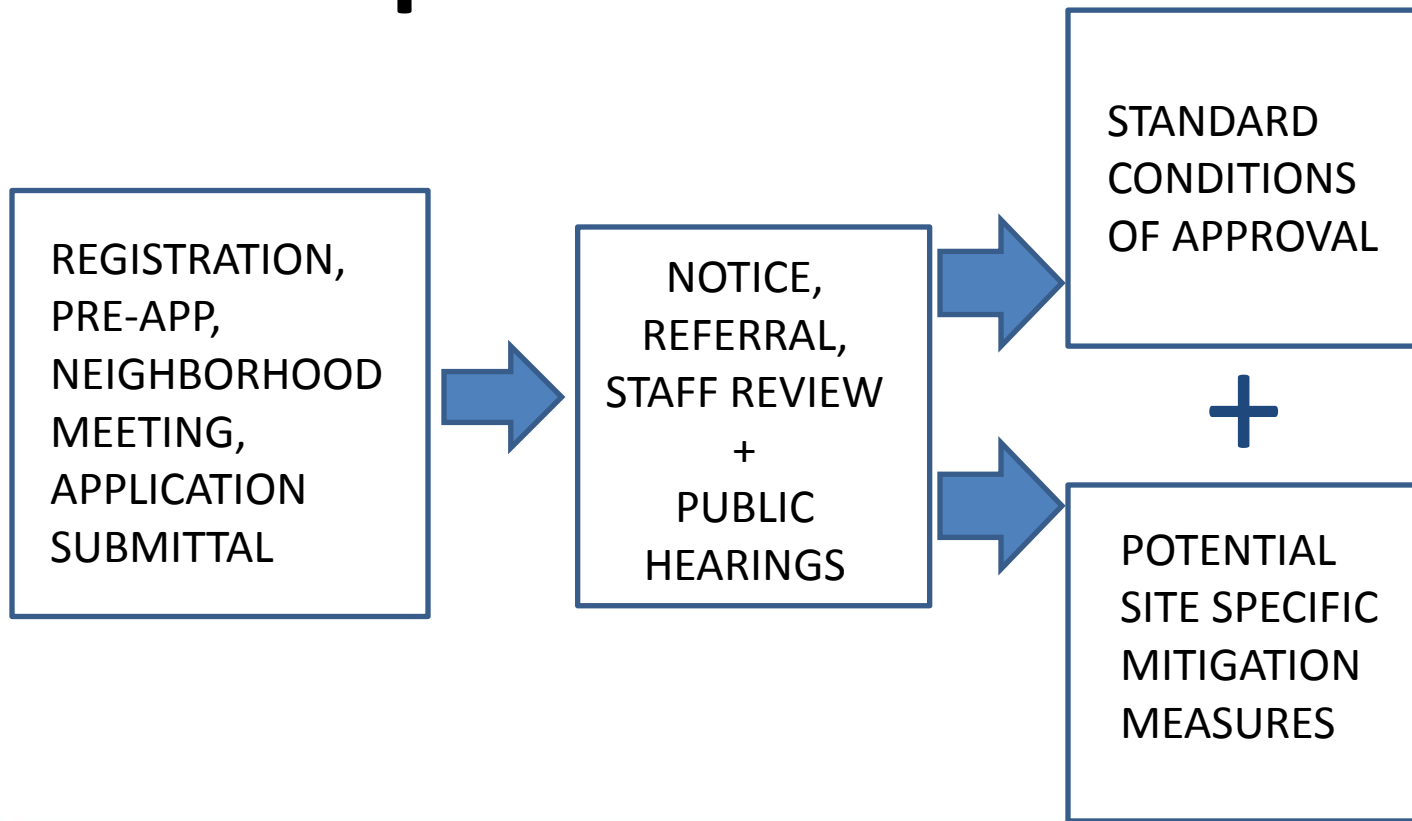 REGISTRATION,
PRE-APP,
NEIGHBORHOOD
MEETING,
APPLICATION
SUBMITTAL
NOTICE,
REFERRAL,
STAFF REVIEW
+
PUBLIC
HEARINGS
STANDARD
CONDITIONS
OF APPROVAL
+
POTENTIAL
SITE SPECIFIC
MITIGATION
MEASURES